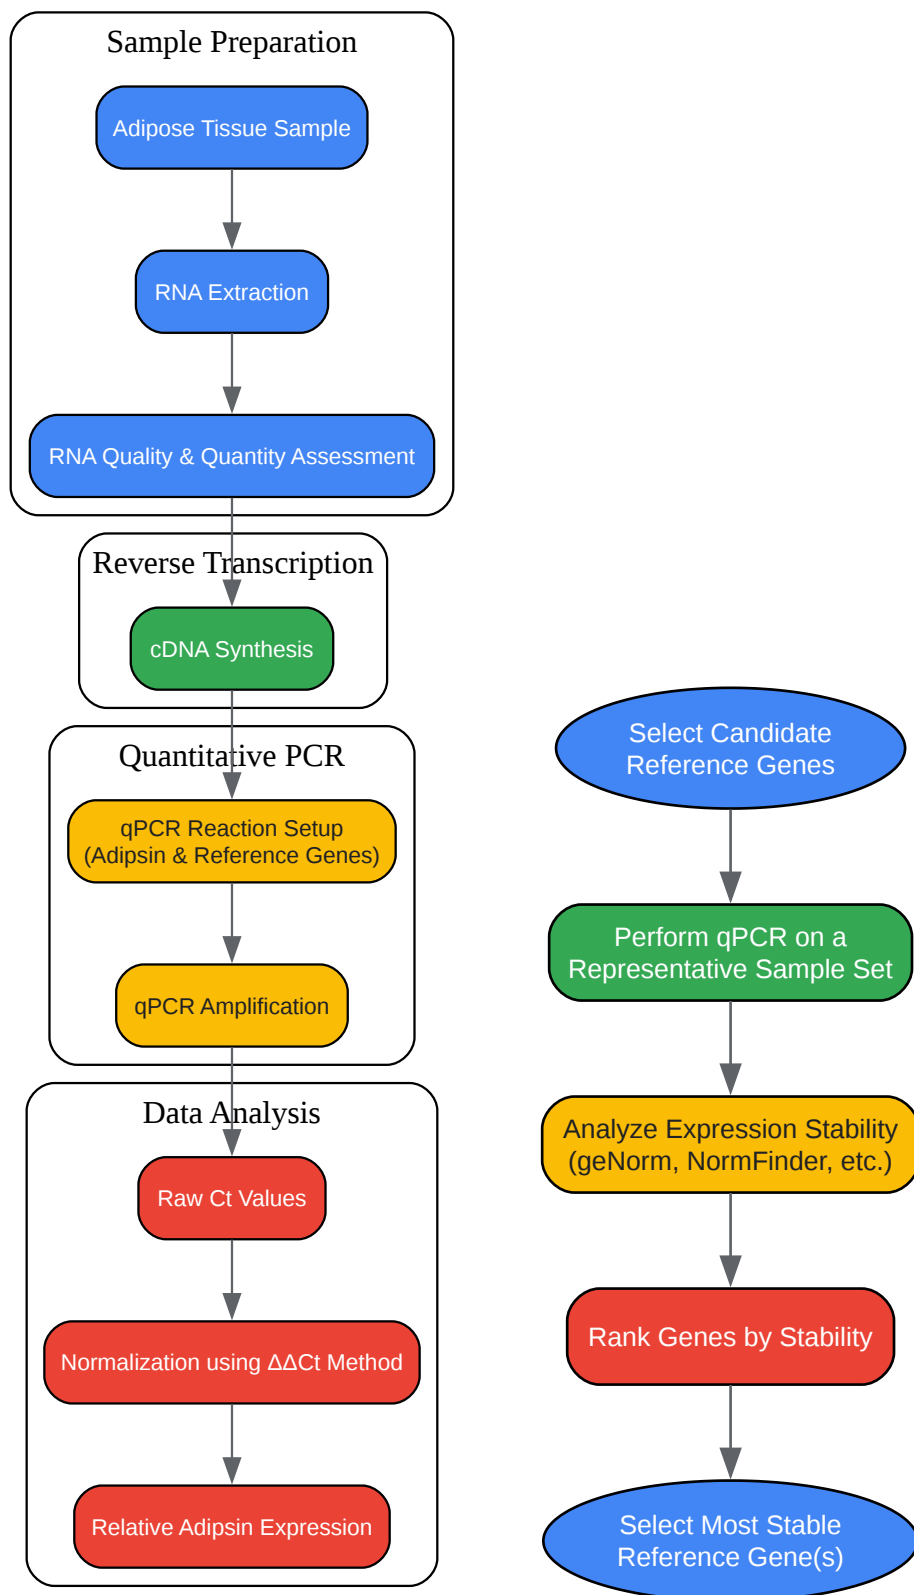 Sample Preparation
Adipose Tissue Sample
RNA Extraction
RNA Quality & Quantity Assessment
Reverse Transcription
cDNA Synthesis
Quantitative PCR
qPCR Reaction Setup
(Adipsin & Reference Genes)
qPCR Amplification
Data Analysis
Raw Ct Values
Normalization using ΔΔCt Method
Relative Adipsin Expression
Select Candidate
Reference Genes
Perform qPCR on a
Representative Sample Set
Analyze Expression Stability
(geNorm, NormFinder, etc.)
Rank Genes by Stability
Select Most Stable
Reference Gene(s)